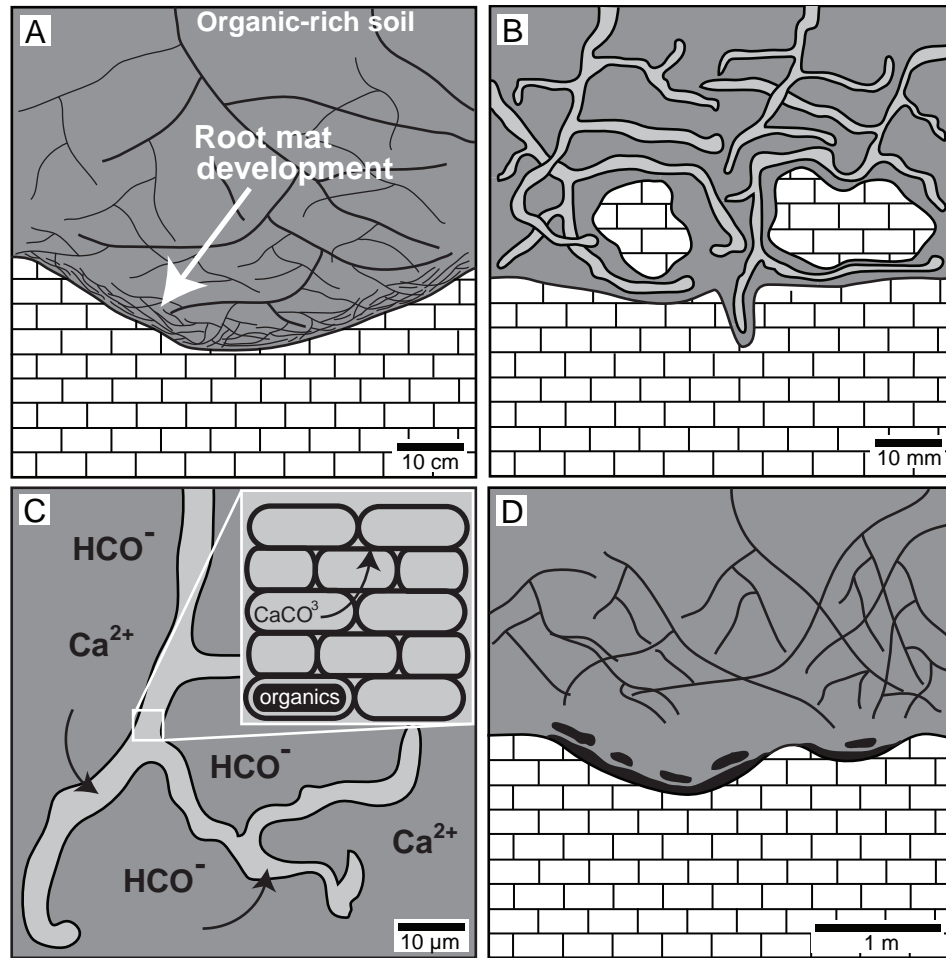 A
Organic-rich soil
Root mat
development
10 cm
B
10 mm
C
HCO⁻
Ca²⁺
CaCO³
organics
HCO⁻
Ca²⁺
HCO⁻
10 µm
D
1 m